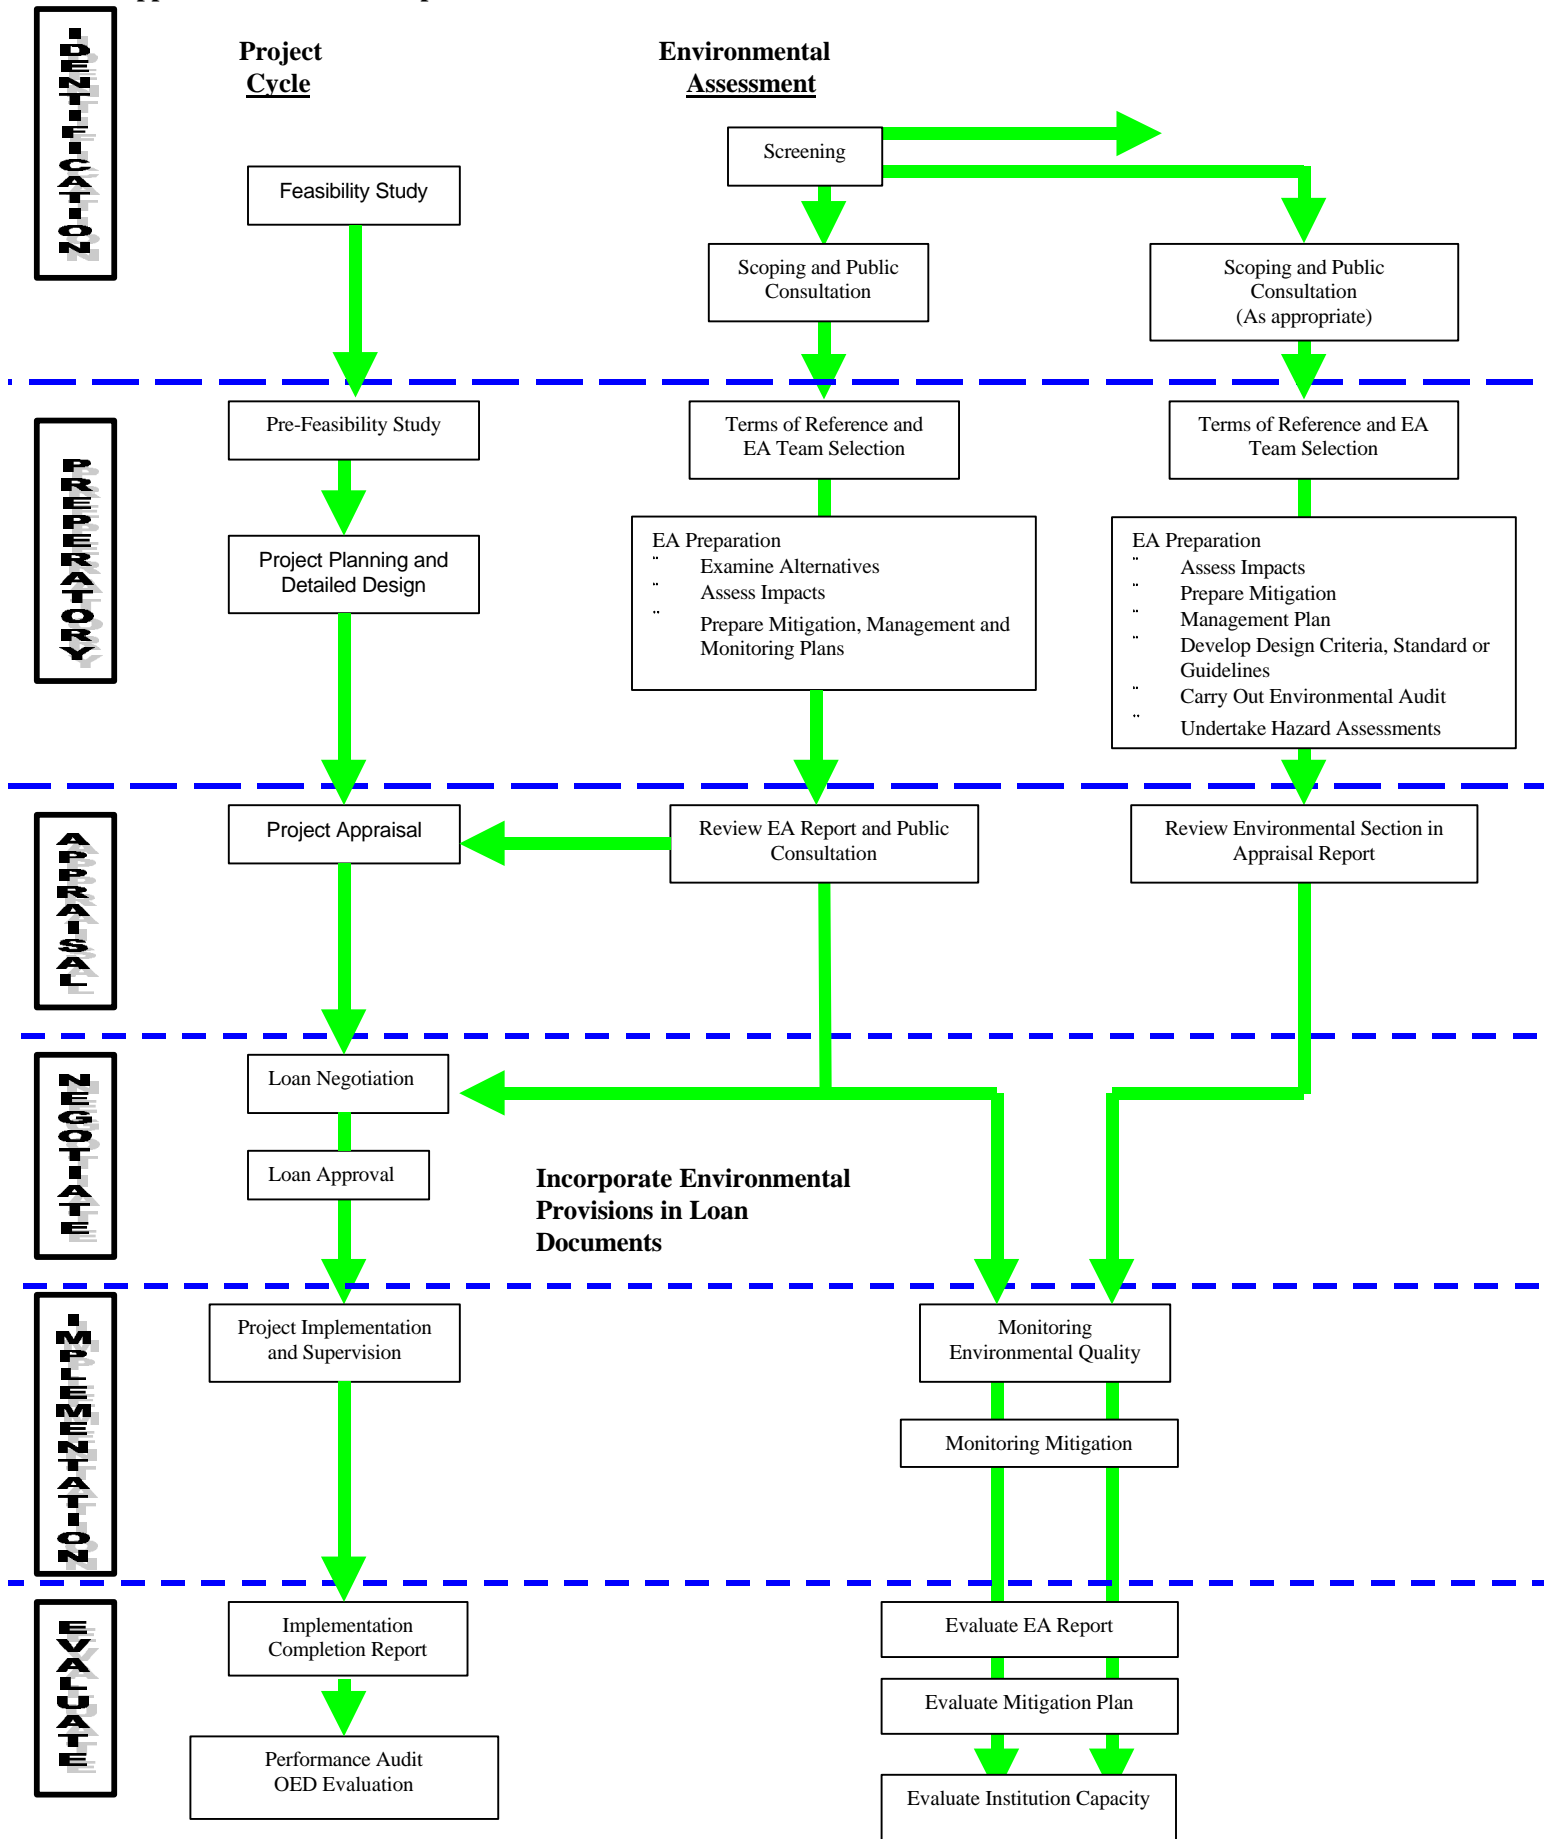 Project
Cycle
Environmental
Assessment
IDENTIFICATION
Screening
Feasibility Study
Scoping and Public
Consultation
Scoping and Public
Consultation
(As appropriate)
PREPERATORY
Pre-Feasibility Study
Terms of Reference and
EA Team Selection
Terms of Reference and EA
Team Selection
Project Planning and
Detailed Design
EA Preparation
¨ Examine Alternatives
¨ Assess Impacts
¨ Prepare Mitigation, Management and
Monitoring Plans
EA Preparation
¨ Assess Impacts
¨ Prepare Mitigation
¨ Management Plan
¨ Develop Design Criteria, Standard or
Guidelines
¨ Carry Out Environmental Audit
¨ Undertake Hazard Assessments
APPRAISAL
Project Appraisal
Review EA Report and Public
Consultation
Review Environmental Section in
Appraisal Report
NEGOTIATE
Loan Negotiation
Loan Approval
Incorporate Environmental
Provisions in Loan
Documents
IMPLEMENTATION
Project Implementation
and Supervision
Monitoring
Environmental Quality
Monitoring Mitigation
EVALUATE
Implementation
Completion Report
Evaluate EA Report
Evaluate Mitigation Plan
Performance Audit
OED Evaluation
Evaluate Institution Capacity